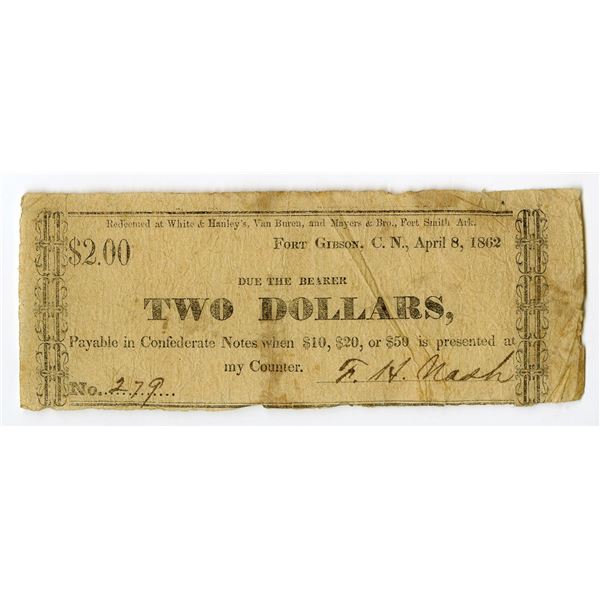 Redeemed at White & Hanley's, Van Buren, and Mayers & Bro., Fort Smith Ark.
$2.00 Fort Gibson. C. N., April 8, 1862
DUE THE BEARER
TWO DOLLARS,
Payable in Confederate Notes when $10, $20, or $50 is presented at
my Counter. F. H. Nash
No. 279